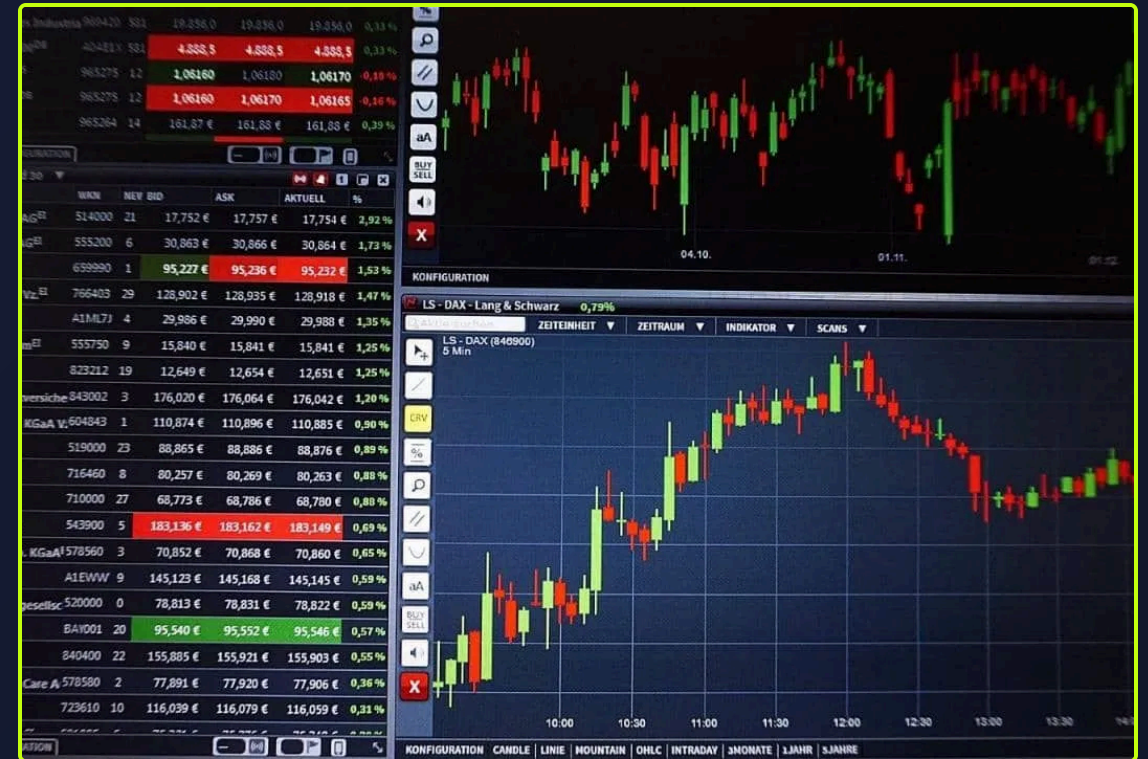 19.856,0 19.856,0 19.856,0 0,33 %
4.888,5 4.888,5 4.888,5 0,33 %
965275 12 1,06160 1,06180 1,06170 -0,18 %
965275 12 1,06160 1,06170 1,06165 -0,16 %
965264 14 161,87 € 161,88 € 161,88 € 0,39 %
WKN NEV BID ASK AKTUELL %
514000 21 17,752 € 17,757 € 17,754 € 2,92 %
555200 6 30,863 € 30,866 € 30,864 € 1,73 %
659990 1 95,227 € 95,236 € 95,232 € 1,53 %
766403 29 128,902 € 128,935 € 128,918 € 1,47 %
A1ML7J 4 29,986 € 29,990 € 29,988 € 1,35 %
555750 9 15,840 € 15,841 € 15,841 € 1,25 %
823212 19 12,649 € 12,654 € 12,651 € 1,25 %
843002 3 176,020 € 176,064 € 176,042 € 1,20 %
KGaA 604843 1 110,874 € 110,896 € 110,885 € 0,90 %
519000 23 88,865 € 88,886 € 88,876 € 0,89 %
716460 8 80,257 € 80,269 € 80,263 € 0,88 %
710000 27 68,773 € 68,786 € 68,780 € 0,88 %
543900 5 183,136 € 183,162 € 183,149 € 0,69 %
KGaA 578560 3 70,852 € 70,868 € 70,860 € 0,65 %
A1EWW 9 145,123 € 145,168 € 145,145 € 0,59 %
520000 0 78,813 € 78,831 € 78,822 € 0,59 %
BAY001 20 95,540 € 95,552 € 95,546 € 0,57 %
840400 22 155,885 € 155,921 € 155,903 € 0,55 %
Care A 578580 2 77,891 € 77,920 € 77,906 € 0,36 %
723610 10 116,039 € 116,079 € 116,059 € 0,31 %
aA
BUY
SELL
X
04.10. 01.11. 01.12.
KONFIGURATION
LS - DAX - Lang & Schwarz 0,79%
ZEITEINHEIT ZEITRAUM INDIKATOR SCANS
LS - DAX (846900)
5 Min
CRV
%
aA
BUY
SELL
X
10:00 10:30 11:00 11:30 12:00 12:30 13:00 13:30
KONFIGURATION CANDLE LINIE MOUNTAIN OHLC INTRADAY 3MONATE 1JAHR 5JAHRE